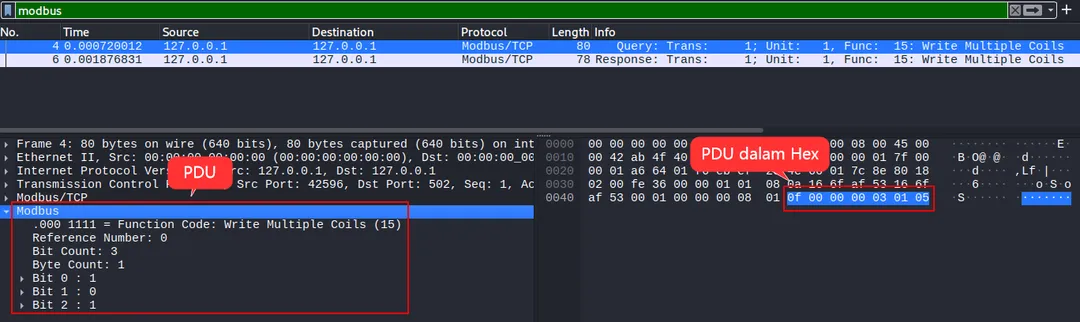 modbus
No. Time Source Destination Protocol Length Info
4 0.000720012 127.0.0.1 127.0.0.1 Modbus/TCP 80 Query: Trans: 1; Unit: 1, Func: 15: Write Multiple Coils
6 0.001876831 127.0.0.1 127.0.0.1 Modbus/TCP 78 Response: Trans: 1; Unit: 1, Func: 15: Write Multiple Coils
Frame 4: 80 bytes on wire (640 bits), 80 bytes captured (640 bits) on int
Ethernet II, Src: 00:00:00_00:00:00 (00:00:00:00:00:00), Dst: 00:00:00_00
Internet Protocol Vers 127.0.0.1, Dst: 127.0.0.1
Transmission Control Src Port: 42596, Dst Port: 502, Seq: 1, Ac
Modbus/TCP
Modbus
.000 1111 = Function Code: Write Multiple Coils (15)
Reference Number: 0
Bit Count: 3
Byte Count: 1
Bit 0 : 1
Bit 1 : 0
Bit 2 : 1
PDU
PDU dalam Hex
0000 00 00 00 00 00 00 08 00 45 00 ·······E·
0010 00 42 ab 4f 40 00 00 01 7f 00 ·B·O@·@·
0020 00 01 a6 64 01 7c 8e 80 18 ···d
0030 02 00 fe 36 00 00 01 01 08 0a 16 6f af 53 16 6f ···6·······o·S·o
0040 af 53 00 01 00 00 00 08 01 0f 00 00 00 03 01 05 ·S··············